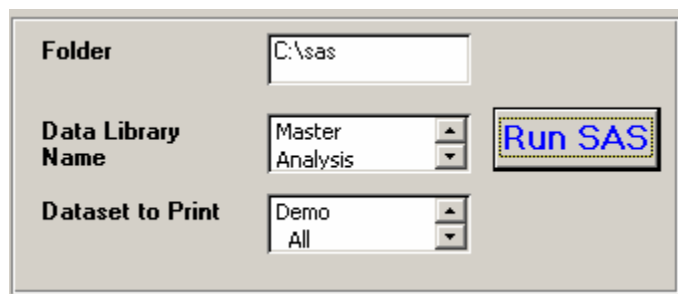 Folder
C:\sas
Data Library
Name
Master
Analysis
Run SAS
Dataset to Print
Demo
All